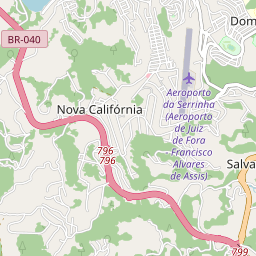 Dom
BR-040
Nova Califórnia
Aeroporto
da Serrinha
(Aeroporto
de Juiz
de Fora
Francisco
Alvares
de Assis)
796
796
Salva
799